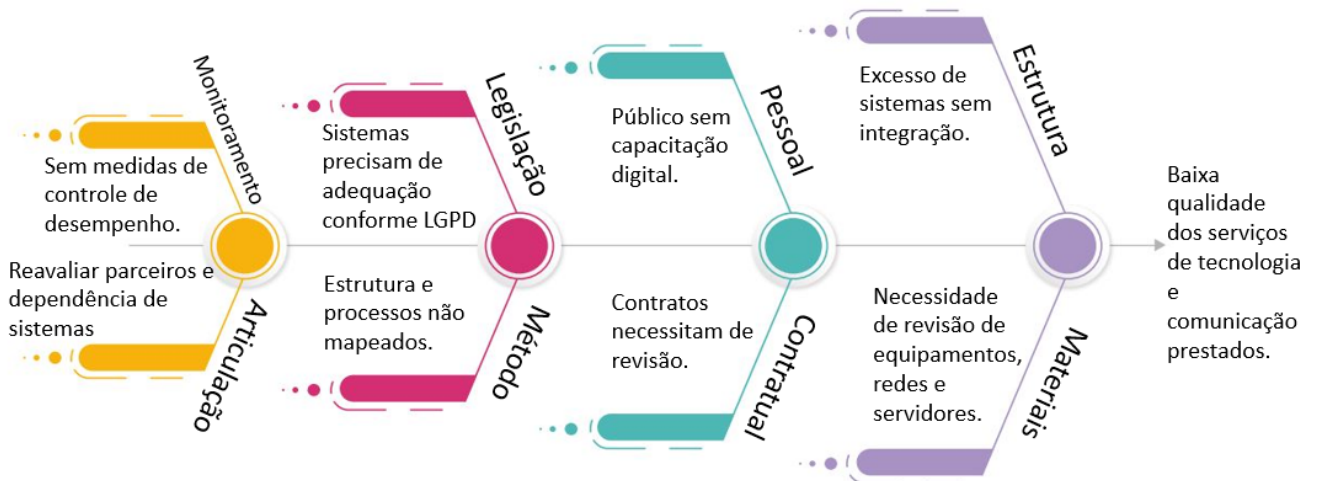 Monitoramento
Sem medidas de
controle de
desempenho.
Legislação
Sistemas
precisam de
adequação
conforme LGPD
Pessoal
Público sem
capacitação
digital.
Estrutura
Excesso de
sistemas sem
integração.
Articulação
Reavaliar parceiros e
dependência de
sistemas
Método
Estrutura e
processos não
mapeados.
Contratual
Contratos
necessitam de
revisão.
Materiais
Necessidade
de revisão de
equipamentos,
redes e
servidores.
Baixa
qualidade
dos serviços
de tecnologia
e
comunicação
prestados.